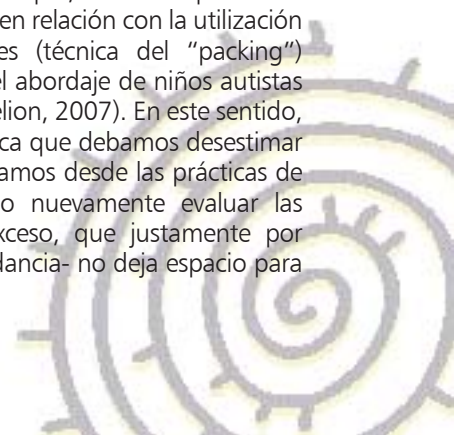 en relación con la utilización
es (técnica del “packing“)
el abordaje de niños autistas
elion, 2007). En este sentido,
ca que debamos desestimar
amos desde las prácticas de
o nuevamente evaluar las
xceso, que justamente por
dancia- no deja espacio para